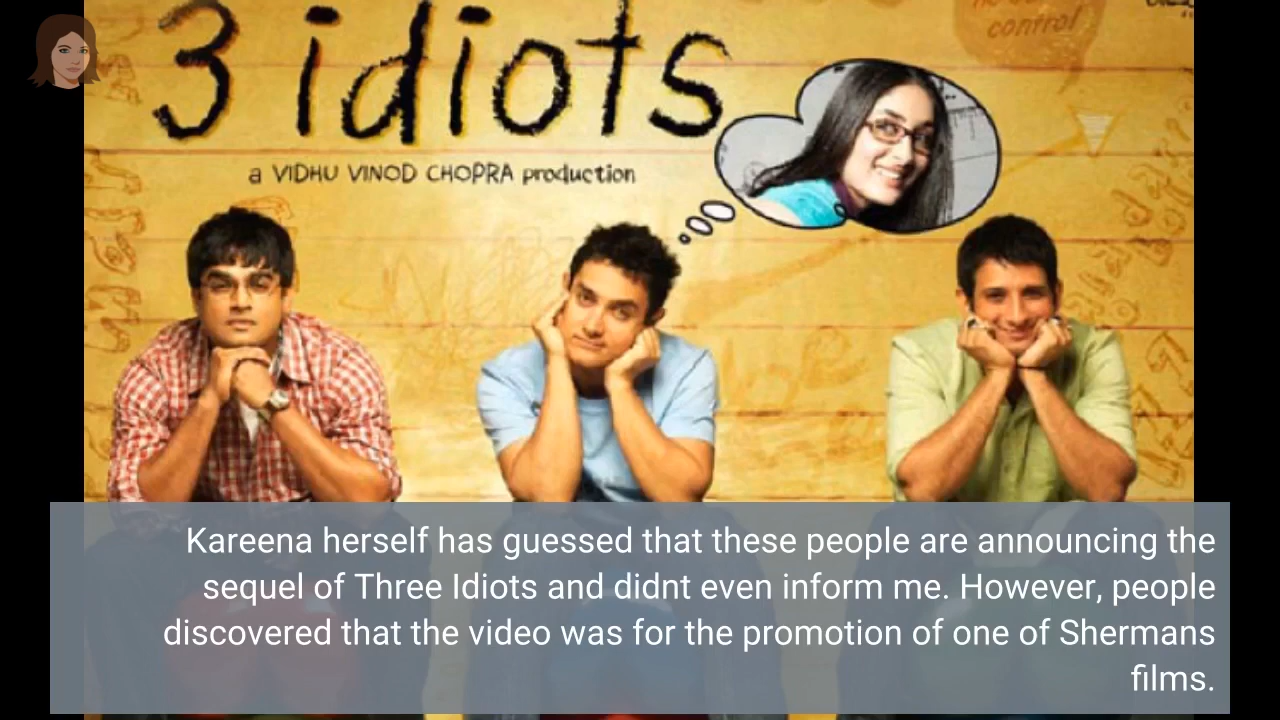 no
control
3 idiots
a VIDHU VINOD CHOPRA production
Kareena herself has guessed that these people are announcing the
sequel of Three Idiots and didnt even inform me. However, people
discovered that the video was for the promotion of one of Shermans
films.